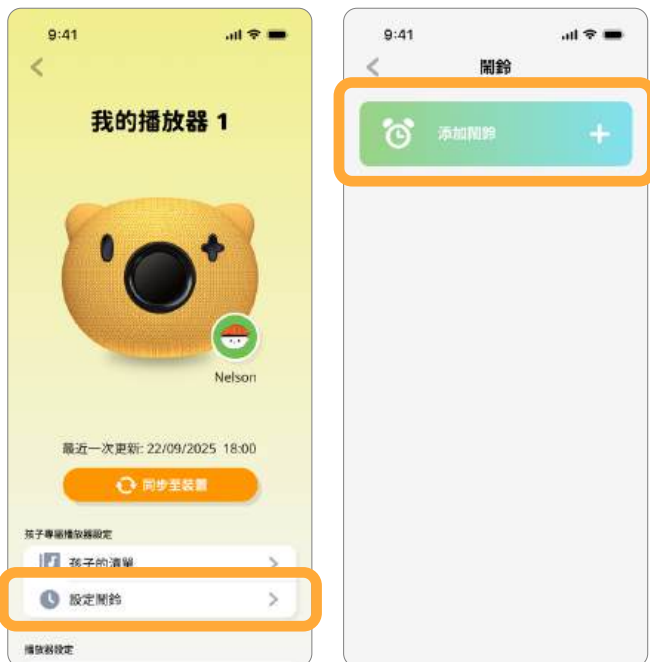 9:41
我的播放器 1
Nelson
最近一次更新: 22/09/2025 18:00
同步至裝置
孩子專屬播放器設定
孩子的清單
設定鬧鈴
播放器設定
9:41
鬧鈴
添加鬧鈴